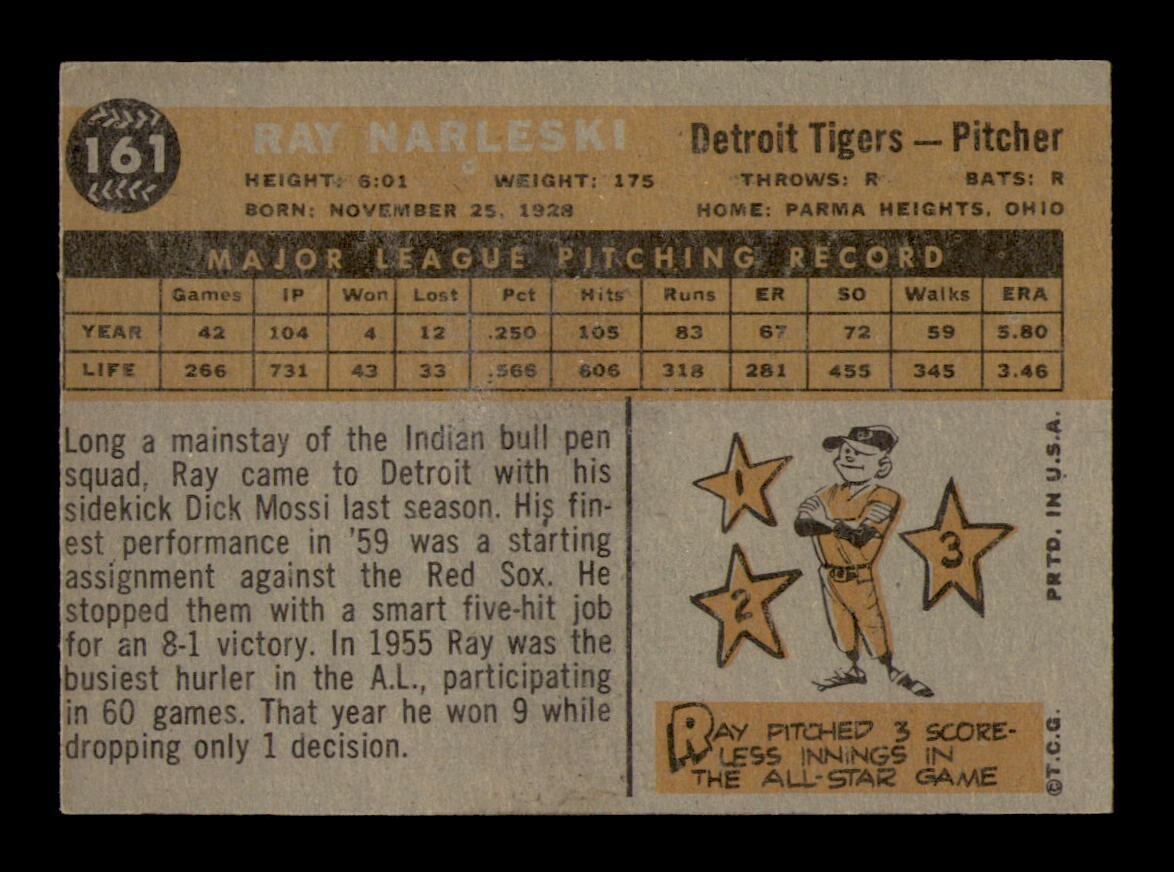 161
RAY NARLESKI
Detroit Tigers — Pitcher
HEIGHT: 6:01 WEIGHT: 175 THROWS: R BATS: R
BORN: NOVEMBER 25, 1928 HOME: PARMA HEIGHTS, OHIO
MAJOR LEAGUE PITCHING RECORD
Games IP Won Lost Pct Hits Runs ER SO Walks ERA
YEAR 42 104 4 12 .250 105 83 67 72 59 5.80
LIFE 266 731 43 33 .566 606 318 281 455 345 3.46
Long a mainstay of the Indian bull pen
squad, Ray came to Detroit with his
sidekick Dick Mossi last season. His fin-
est performance in '59 was a starting
assignment against the Red Sox. He
stopped them with a smart five-hit job
for an 8-1 victory. In 1955 Ray was the
busiest hurler in the A.L., participating
in 60 games. That year he won 9 while
dropping only 1 decision.
1
2
3
RAY PITCHED 3 SCORE-
LESS INNINGS IN
THE ALL-STAR GAME
©T.C.G. PRTD. IN U.S.A.